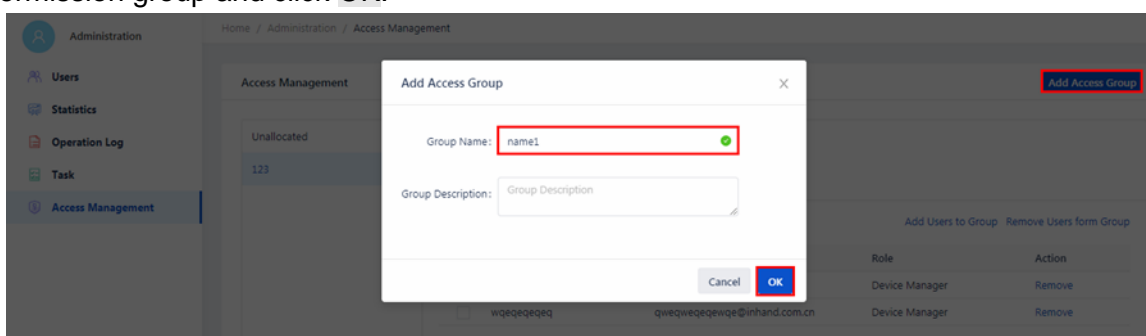 ermission group and click OK.
Administration
Home / Administration / Access Management
Users
Statistics
Operation Log
Task
Access Management
Access Management
Add Access Group
Unallocated
123
Add Access Group
Group Name: name1
Group Description: Group Description
Cancel OK
Add Users to Group Remove Users form Group
Role Action
Device Manager Remove
wqeqeqeqeq qweqweqeqewqe@inhand.com.cn Device Manager Remove